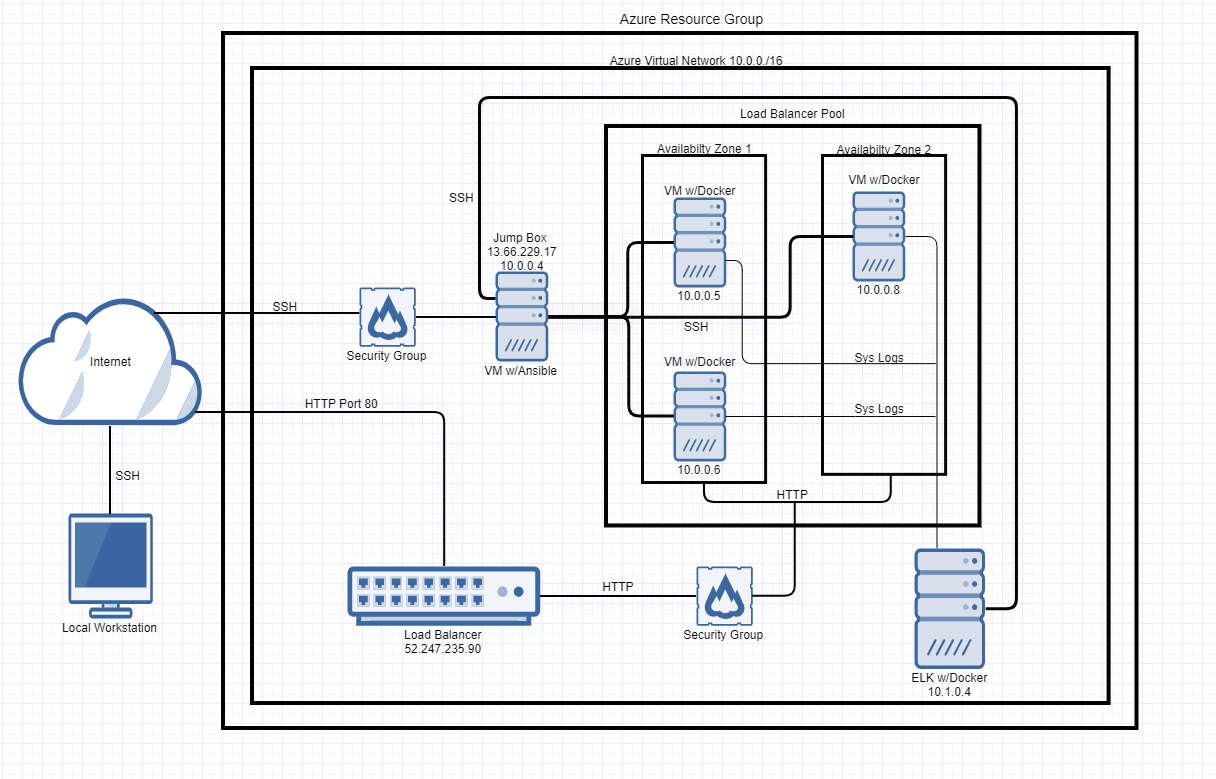 Azure Resource Group
Azure Virtual Network 10.0.0./16
Load Balancer Pool
Availabilty Zone 1
Availabilty Zone 2
VM w/Docker
VM w/Docker
SSH
Jump Box
13.66.229.17
10.0.0.4
10.0.0.5
10.0.0.8
SSH
SSH
Security Group
Internet
VM w/Docker
Sys Logs
VM w/Ansible
HTTP Port 80
Sys Logs
10.0.0.6
SSH
HTTP
HTTP
Local Workstation
Load Balancer
52.247.235.90
Security Group
ELK w/Docker
10.1.0.4